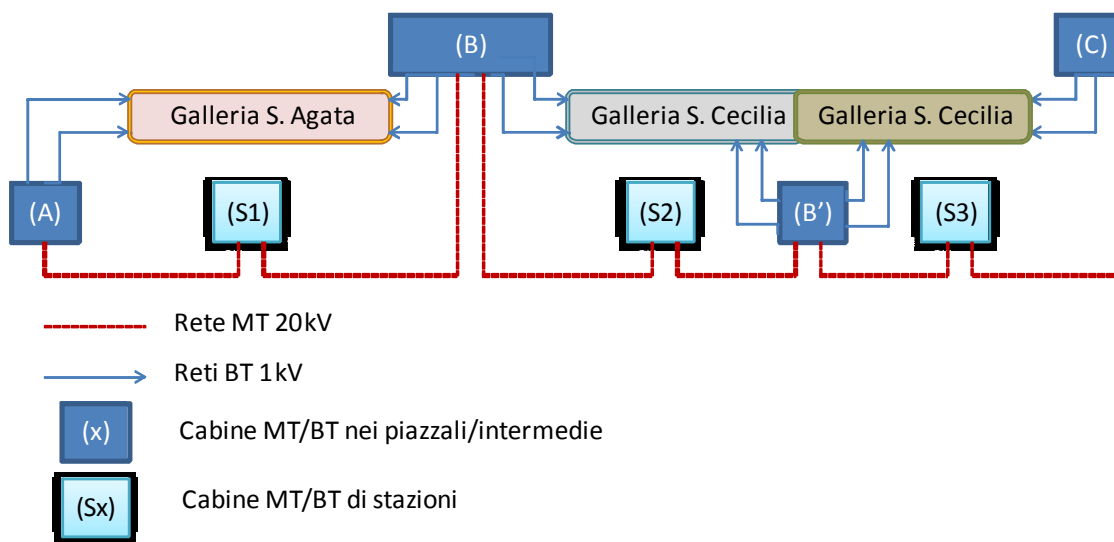 (B)
(C)
Galleria S. Agata
Galleria S. Cecilia
Galleria S. Cecilia
(A)
(S1)
(S2)
(B’)
(S3)
Rete MT 20kV
Reti BT 1kV
(x)
Cabine MT/BT nei piazzali/intermedie
(Sx)
Cabine MT/BT di stazioni